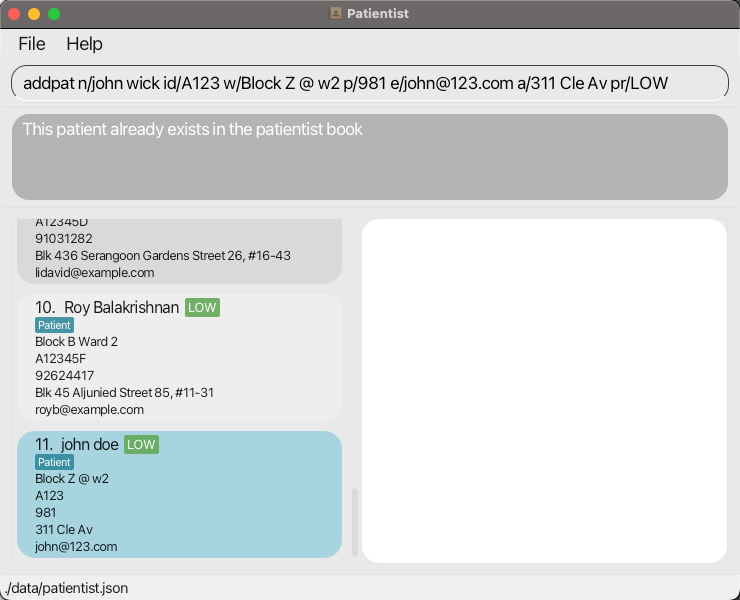 Patientist
File Help
addpat n/john wick id/A123 w/Block Z @ w2 p/981 e/john@123.com a/311 Cle Av pr/LOW
This patient already exists in the patientist book
A12345D
91031282
Blk 436 Serangoon Gardens Street 26, #16-43
lidavid@example.com
10. Roy Balakrishnan LOW
Patient
Block B Ward 2
A12345F
92624417
Blk 45 Aljunied Street 85, #11-31
royb@example.com
11. john doe LOW
Patient
Block Z @ w2
A123
981
311 Cle Av
john@123.com
./data/patientist.json